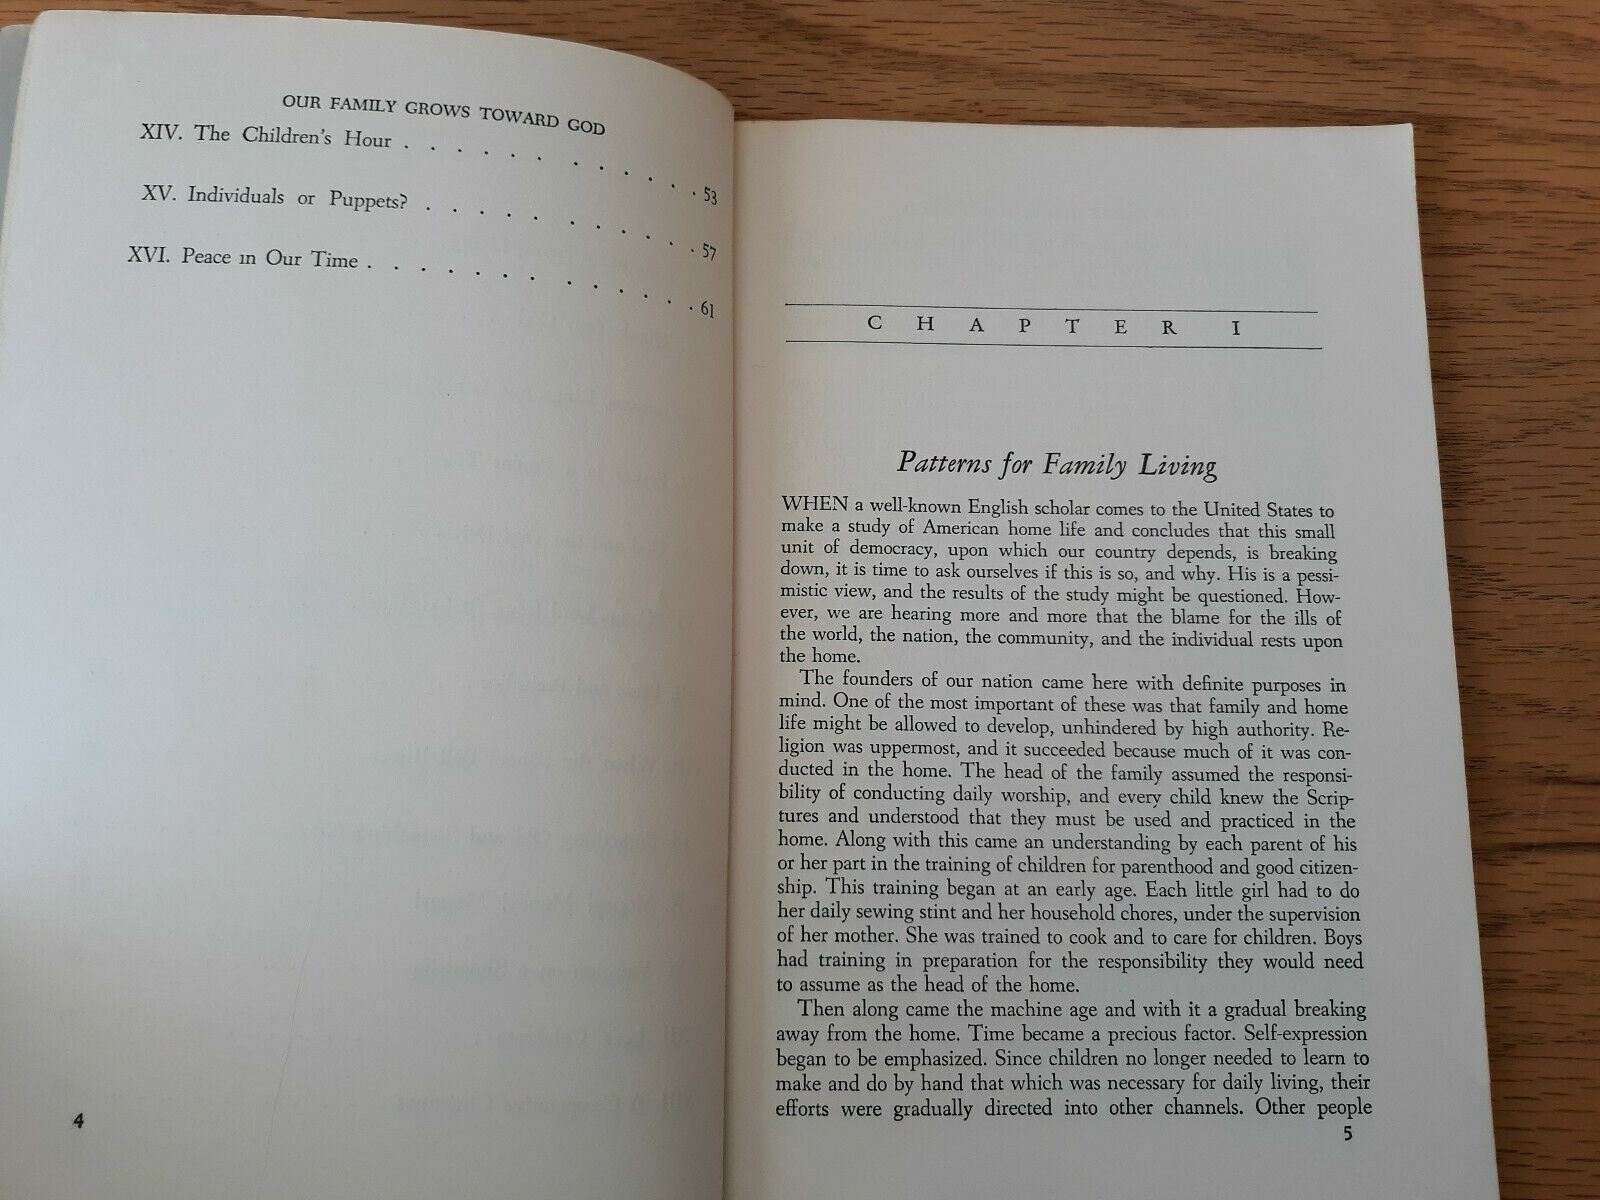 OUR FAMILY GROWS TOWARD GOD
XIV. The Children's Hour . . . . . . . . . . . . 53
XV. Individuals or Puppets? . . . . . . . . . . . 57
XVI. Peace in Our Time . . . . . . . . . . . . . 61
4
CHAPTER I
Patterns for Family Living
WHEN a well-known English scholar comes to the United States to
make a study of American home life and concludes that this small
unit of democracy, upon which our country depends, is breaking
down, it is time to ask ourselves if this is so, and why. His is a pessi-
mistic view, and the results of the study might be questioned. How-
ever, we are hearing more and more that the blame for the ills of
the world, the nation, the community, and the individual rests upon
the home.
The founders of our nation came here with definite purposes in
mind. One of the most important of these was that family and home
life might be allowed to develop, unhindered by high authority. Re-
ligion was uppermost, and it succeeded because much of it was con-
ducted in the home. The head of the family assumed the responsi-
bility of conducting daily worship, and every child knew the Scrip-
tures and understood that they must be used and practiced in the
home. Along with this came an understanding by each parent of his
or her part in the training of children for parenthood and good citizen-
ship. This training began at an early age. Each little girl had to do
her daily sewing stint and her household chores, under the supervision
of her mother. She was trained to cook and to care for children. Boys
had training in preparation for the responsibility they would need
to assume as the head of the home.
Then along came the machine age and with it a gradual breaking
away from the home. Time became a precious factor. Self-expression
began to be emphasized. Since children no longer needed to learn to
make and do by hand that which was necessary for daily living, their
efforts were gradually directed into other channels. Other people
5